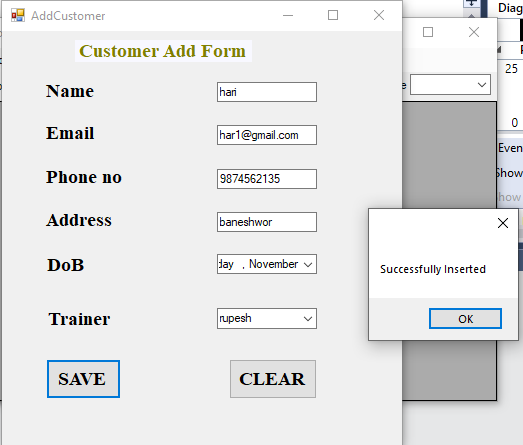 AddCustomer
Diag
Customer Add Form
Name hari
25
Email har1@gmail.com
0
Phone no 9874562135
Even
Show
how
Address baneshwor
DoB day , November
Successfully Inserted
Trainer rupesh
OK
SAVE CLEAR